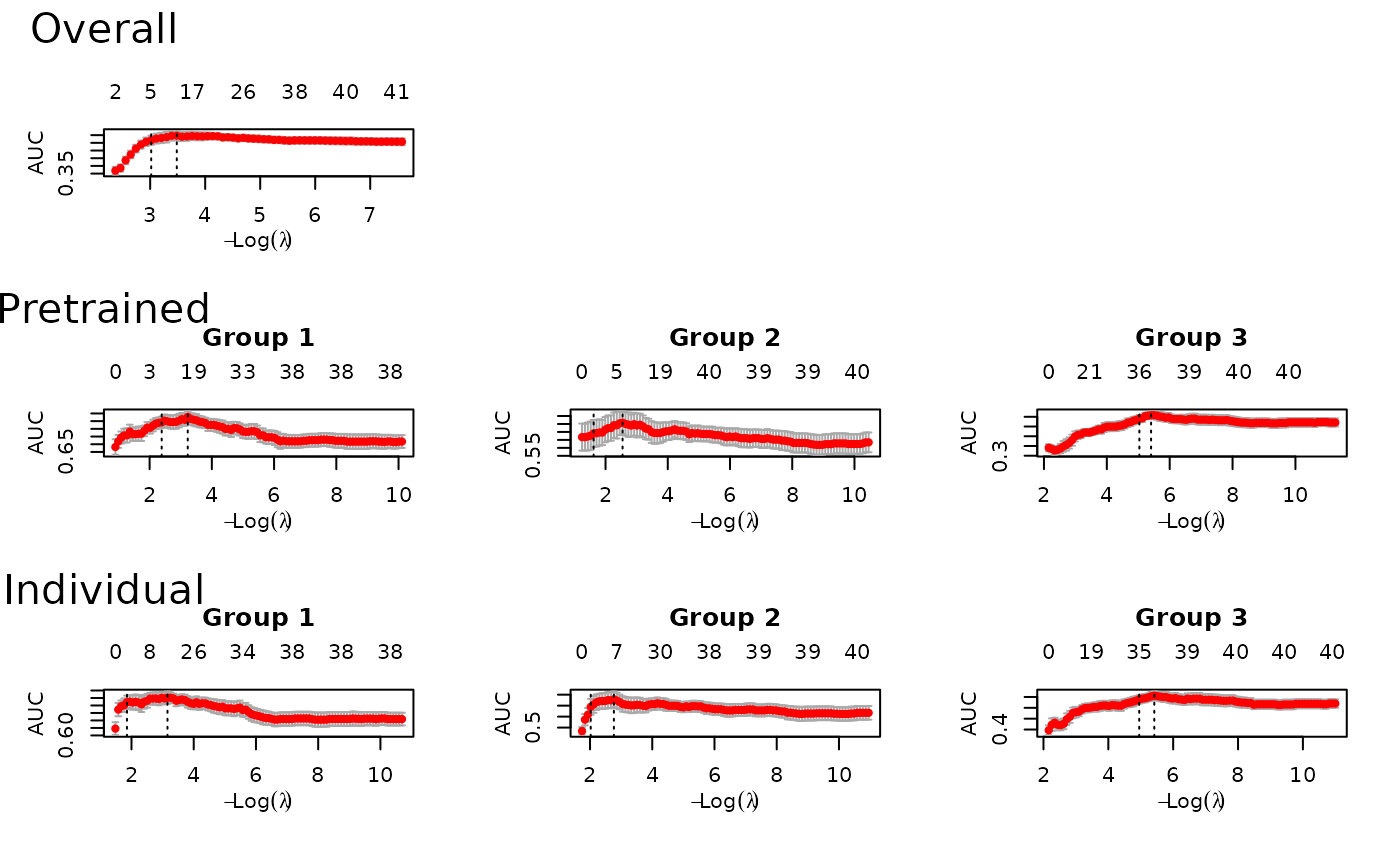 Overall
2 5 17 26 38 40 41
AUC
0.35
3 4 5 6 7
−Log(λ)
Pretrained
Group 1
0 3 19 33 38 38 38
AUC
0.65
2 4 6 8 10
−Log(λ)
Group 2
0 5 19 40 39 39 40
AUC
0.55
2 4 6 8 10
−Log(λ)
Group 3
0 21 36 39 40 40
AUC
0.3
2 4 6 8 10
−Log(λ)
Individual
Group 1
0 8 26 34 38 38 38
AUC
0.60
2 4 6 8 10
−Log(λ)
Group 2
0 7 30 38 39 39 40
AUC
0.5
2 4 6 8 10
−Log(λ)
Group 3
0 19 35 39 40 40 40
AUC
0.4
2 4 6 8 10
−Log(λ)